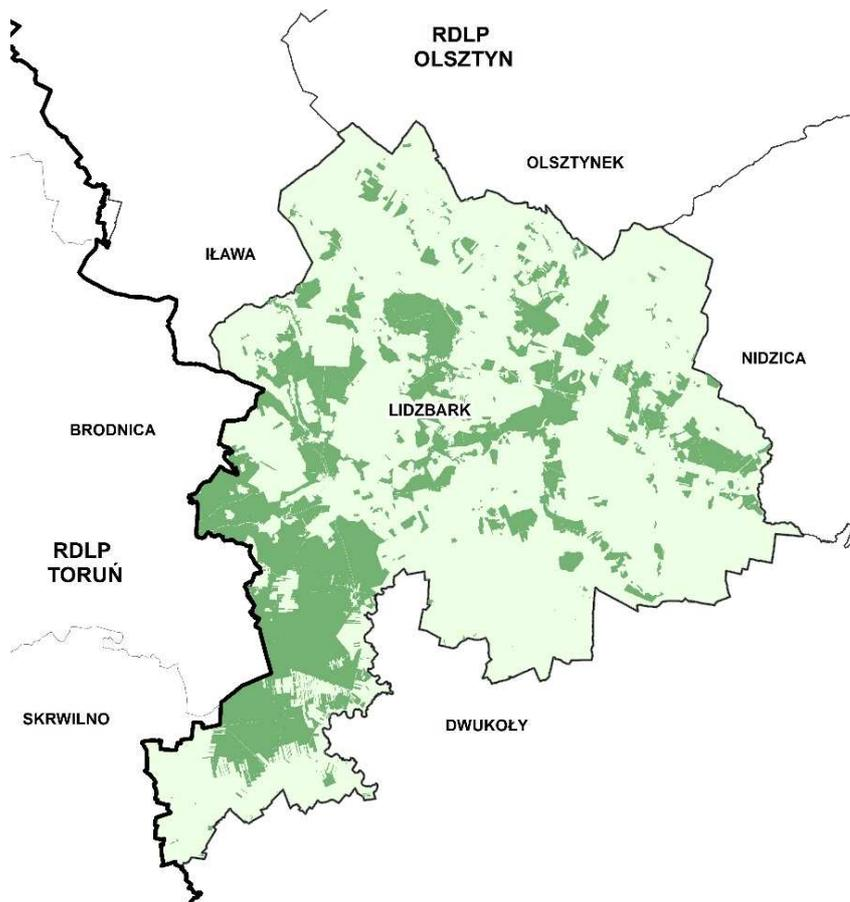 RDLP
OLSZTYN
OLSZTYNEK
IŁAWA
NIDZICA
LIDZBARK
BRODNICA
RDLP
TORUŃ
SKRWILNO
DWUKOŁY